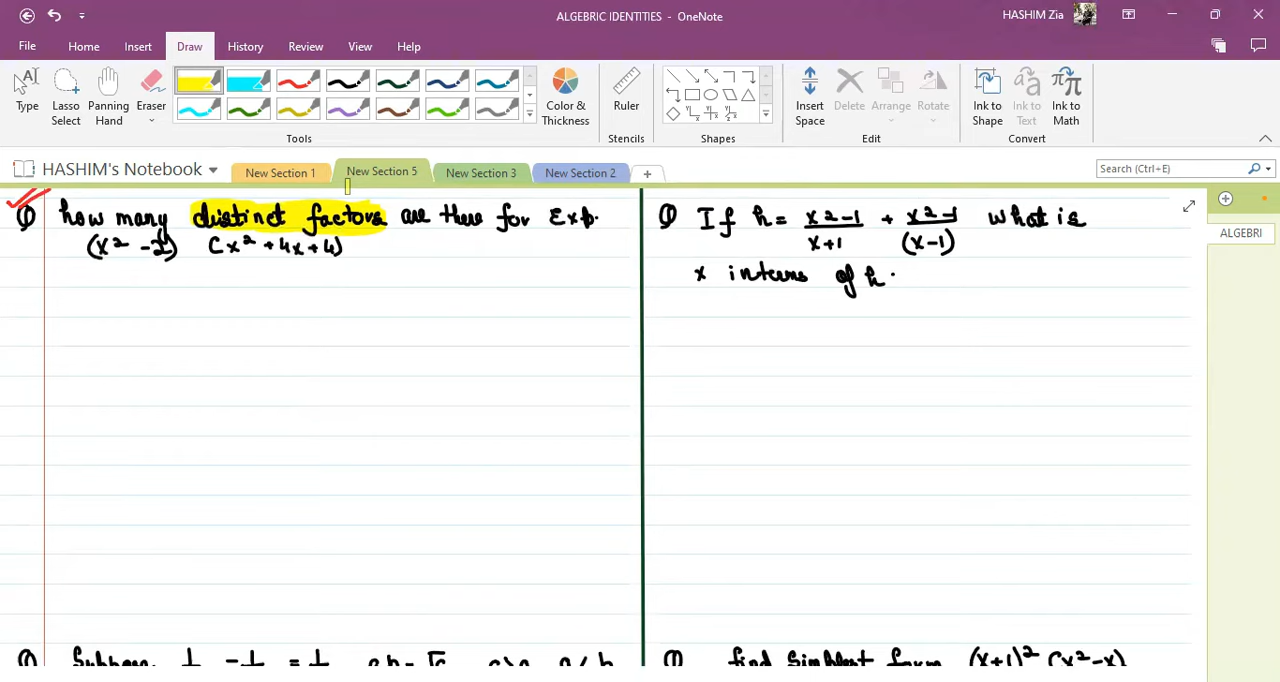 ALGEBRIC IDENTITIES - OneNote
HASHIM Zia
File Home Insert Draw History Review View Help
Type
Lasso Select
Panning Hand
Eraser
Color & Thickness
Ruler
Insert Space
Delete
Arrange
Rotate
Ink to Shape
Ink to Text
Ink to Math
Tools
Stencils
Shapes
Edit
Convert
HASHIM's Notebook
New Section 1
New Section 5
New Section 3
New Section 2
Search (Ctrl+E)
ALGEBRI
Q how many distinct factors are there for Exp.
(x² - 2) (x² + 4x + 4)
Q If h = x²-1/x+1 + x²-1/(x-1) what is
x interms of h.
Q Suppose 1/ - 1/ = 1/
Q find simplest form (x+1)² (x²-x)